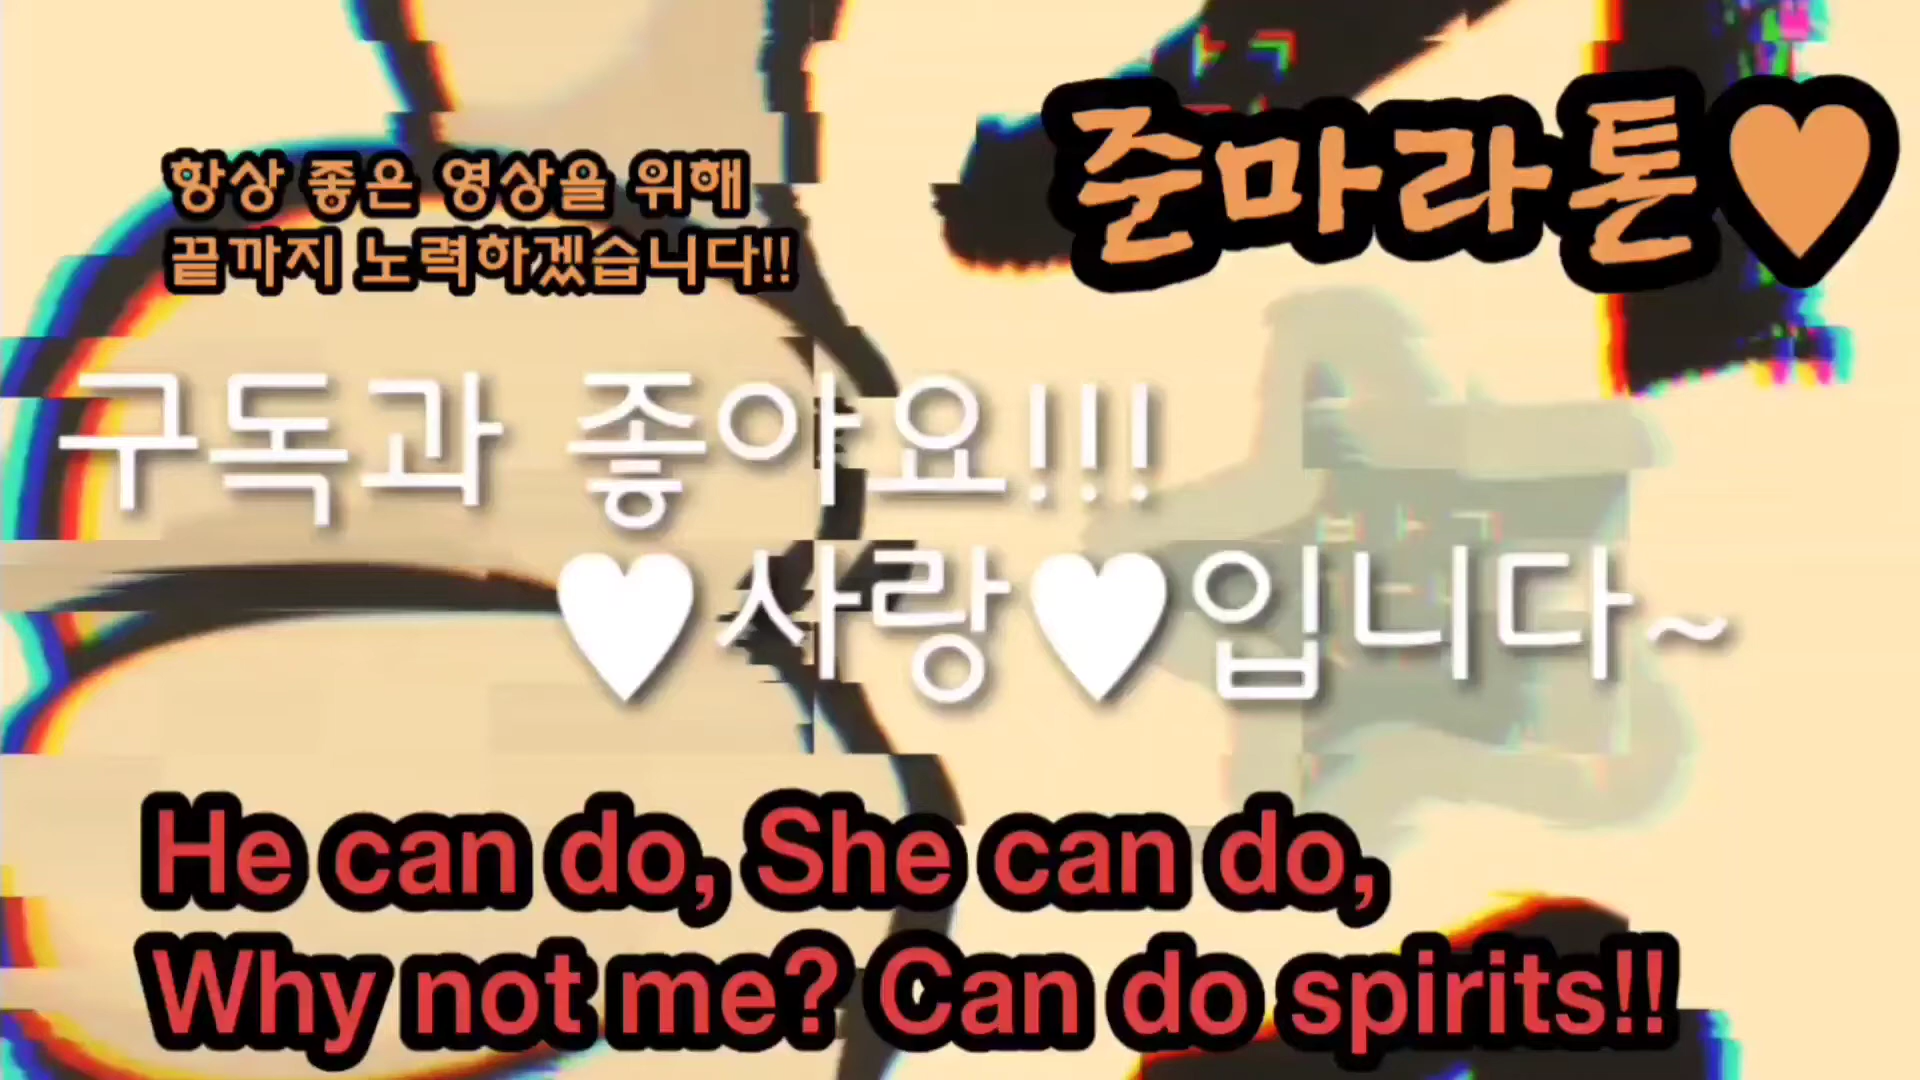 준마라톤♥
항상 좋은 영상을 위해
끝까지 노력하겠습니다!!
구독과 좋아요!!!
♥사랑♥입니다~
He can do, She can do,
Why not me? Can do spirits!!